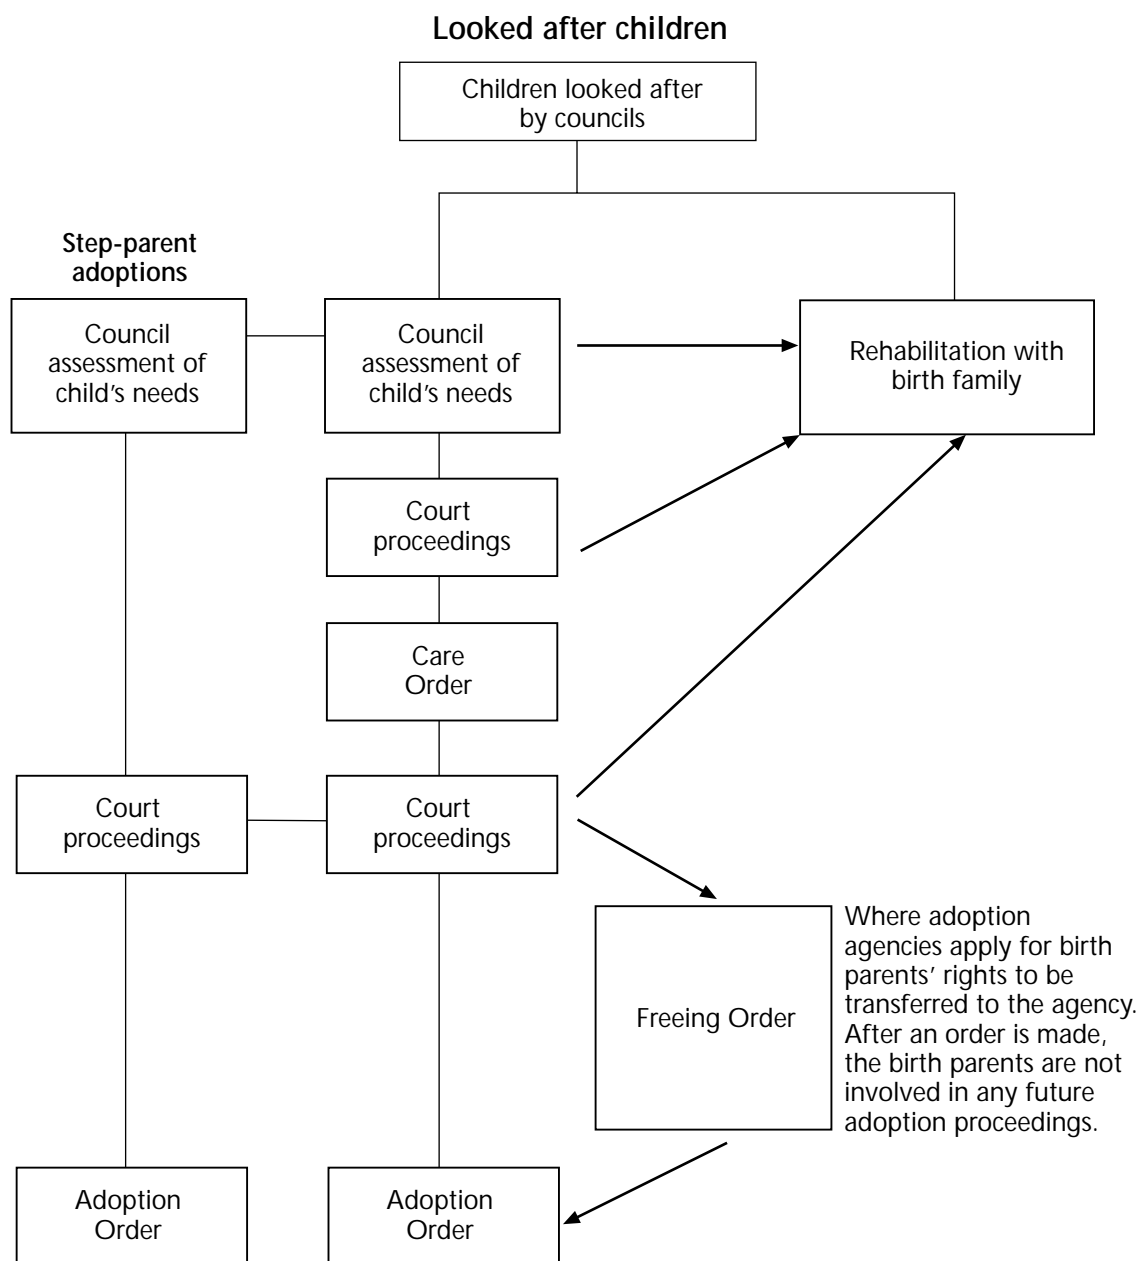 Looked after children
Children looked after
by councils
Step-parent
adoptions
Council
assessment of
child's needs
Council
assessment of
child's needs
Rehabilitation with
birth family
Court
proceedings
Care
Order
Court
proceedings
Court
proceedings
Freeing Order
Where adoption
agencies apply for birth
parents' rights to be
transferred to the agency.
After an order is made,
the birth parents are not
involved in any future
adoption proceedings.
Adoption
Order
Adoption
Order